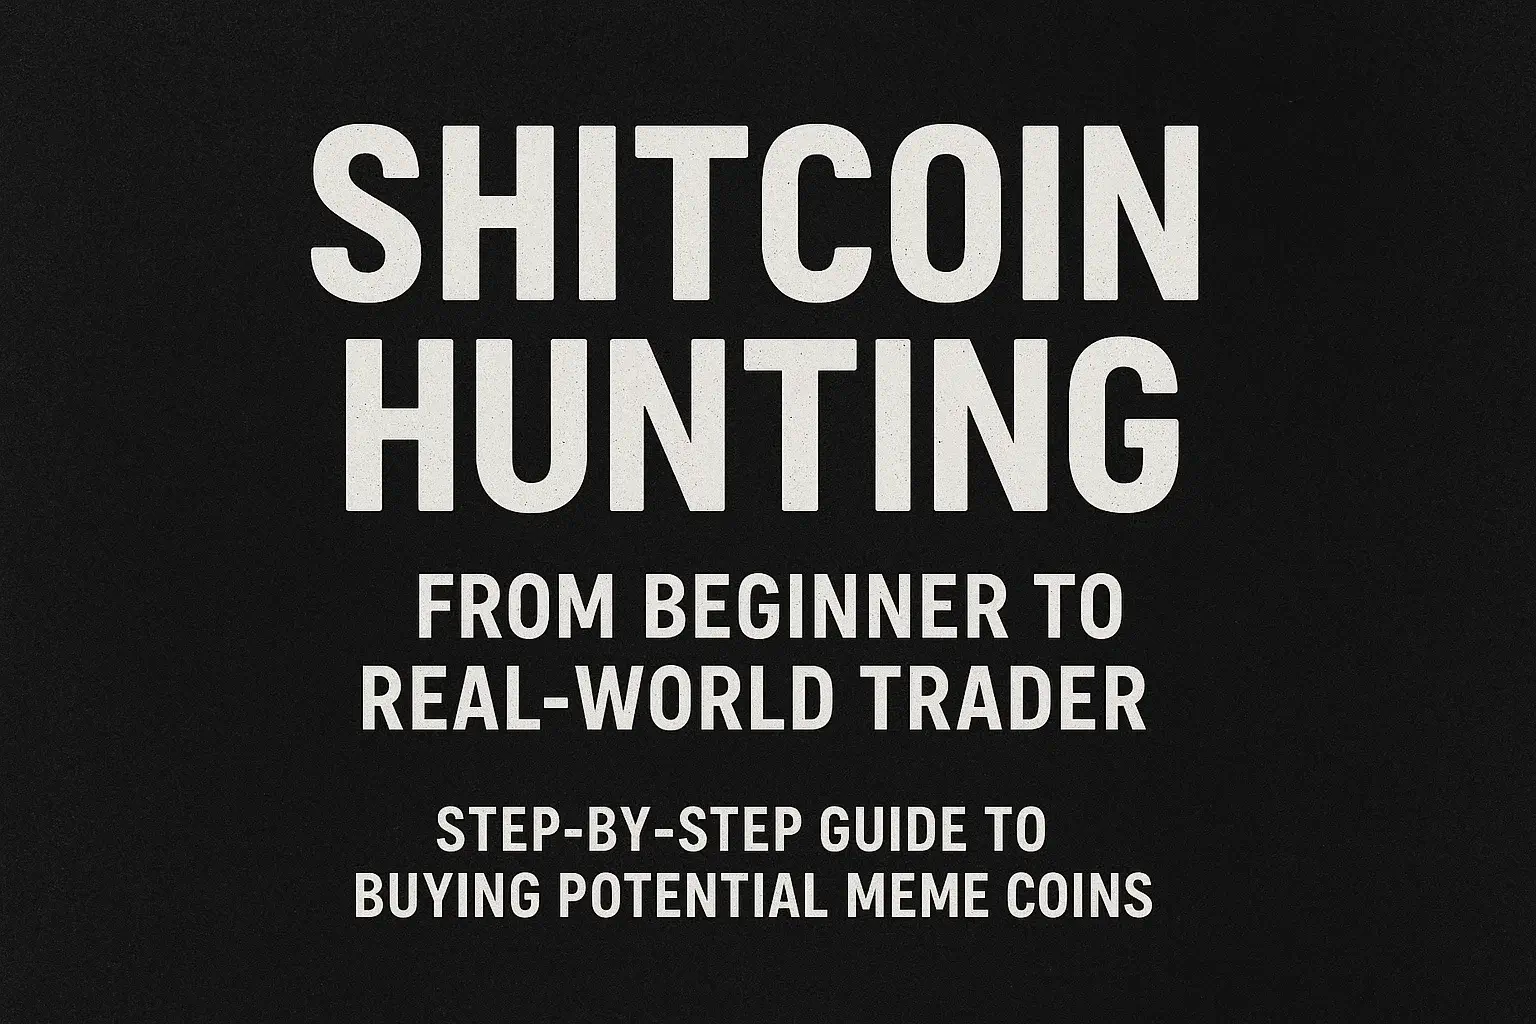 SHITCOIN
HUNTING
FROM BEGINNER TO
REAL-WORLD TRADER
STEP-BY-STEP GUIDE TO
BUYING POTENTIAL MEME COINS